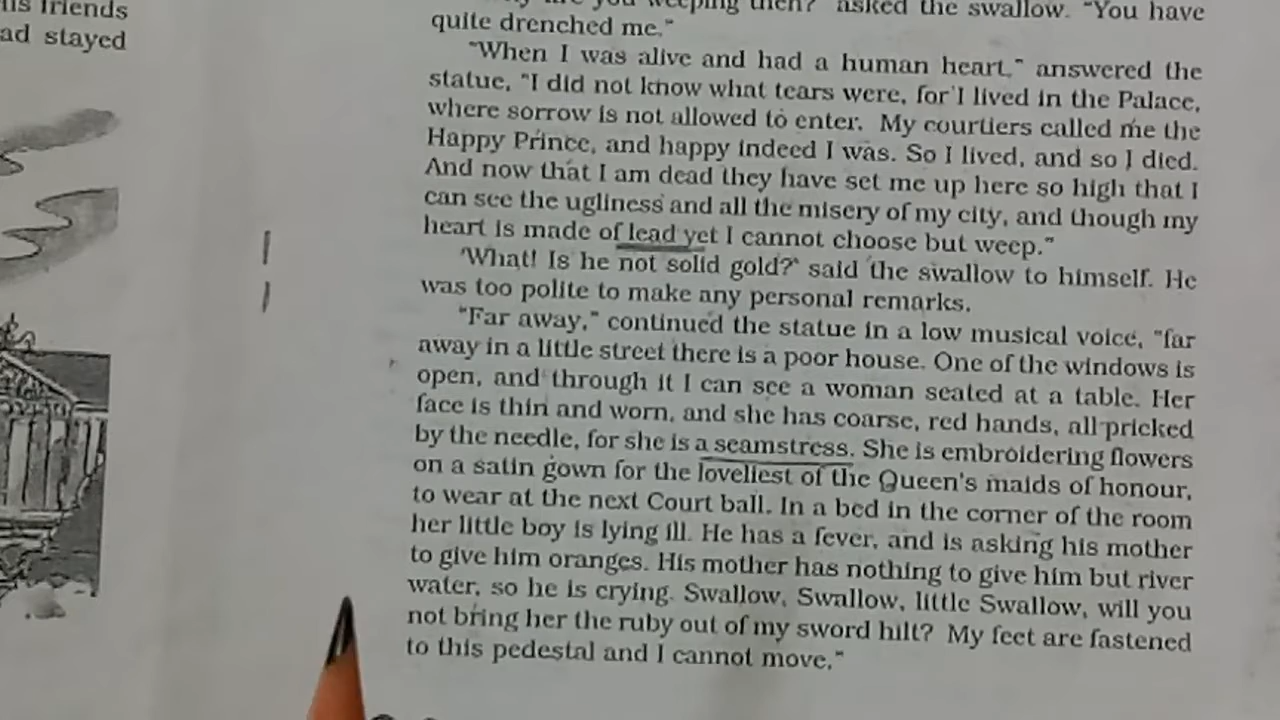 friends
ad stayed
weeping then?" asked the swallow. "You have
quite drenched me."
"When I was alive and had a human heart," answered the
statue, "I did not know what tears were, for I lived in the Palace,
where sorrow is not allowed to enter. My courtiers called me the
Happy Prince, and happy indeed I was. So I lived, and so I died.
And now that I am dead they have set me up here so high that I
can see the ugliness and all the misery of my city, and though my
heart is made of lead yet I cannot choose but weep."
'What! Is he not solid gold?' said the swallow to himself. He
was too polite to make any personal remarks.
"Far away," continued the statue in a low musical voice, "far
away in a little street there is a poor house. One of the windows is
open, and through it I can see a woman seated at a table. Her
face is thin and worn, and she has coarse, red hands, all pricked
by the needle, for she is a seamstress. She is embroidering flowers
on a satin gown for the loveliest of the Queen's maids of honour,
to wear at the next Court ball. In a bed in the corner of the room
her little boy is lying ill. He has a fever, and is asking his mother
to give him oranges. His mother has nothing to give him but river
water, so he is crying. Swallow, Swallow, little Swallow, will you
not bring her the ruby out of my sword hilt? My feet are fastened
to this pedestal and I cannot move."